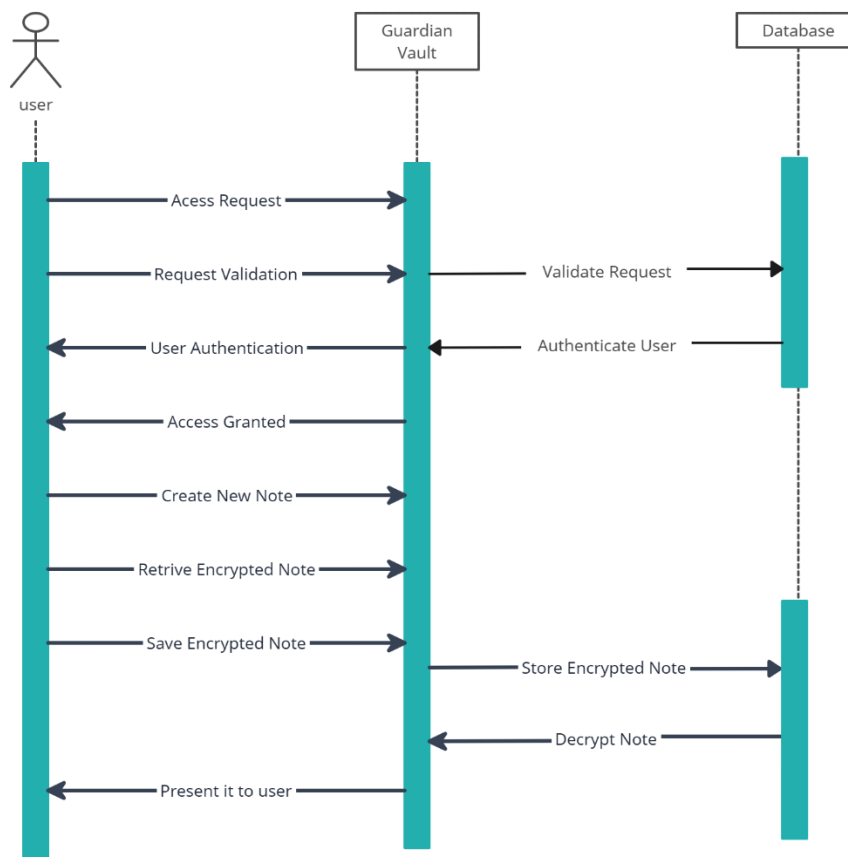 Guardian
Vault
Database
user
Acess Request
Request Validation
Validate Request
User Authentication
Authenticate User
Access Granted
Create New Note
Retrive Encrypted Note
Save Encrypted Note
Store Encrypted Note
Decrypt Note
Present it to user